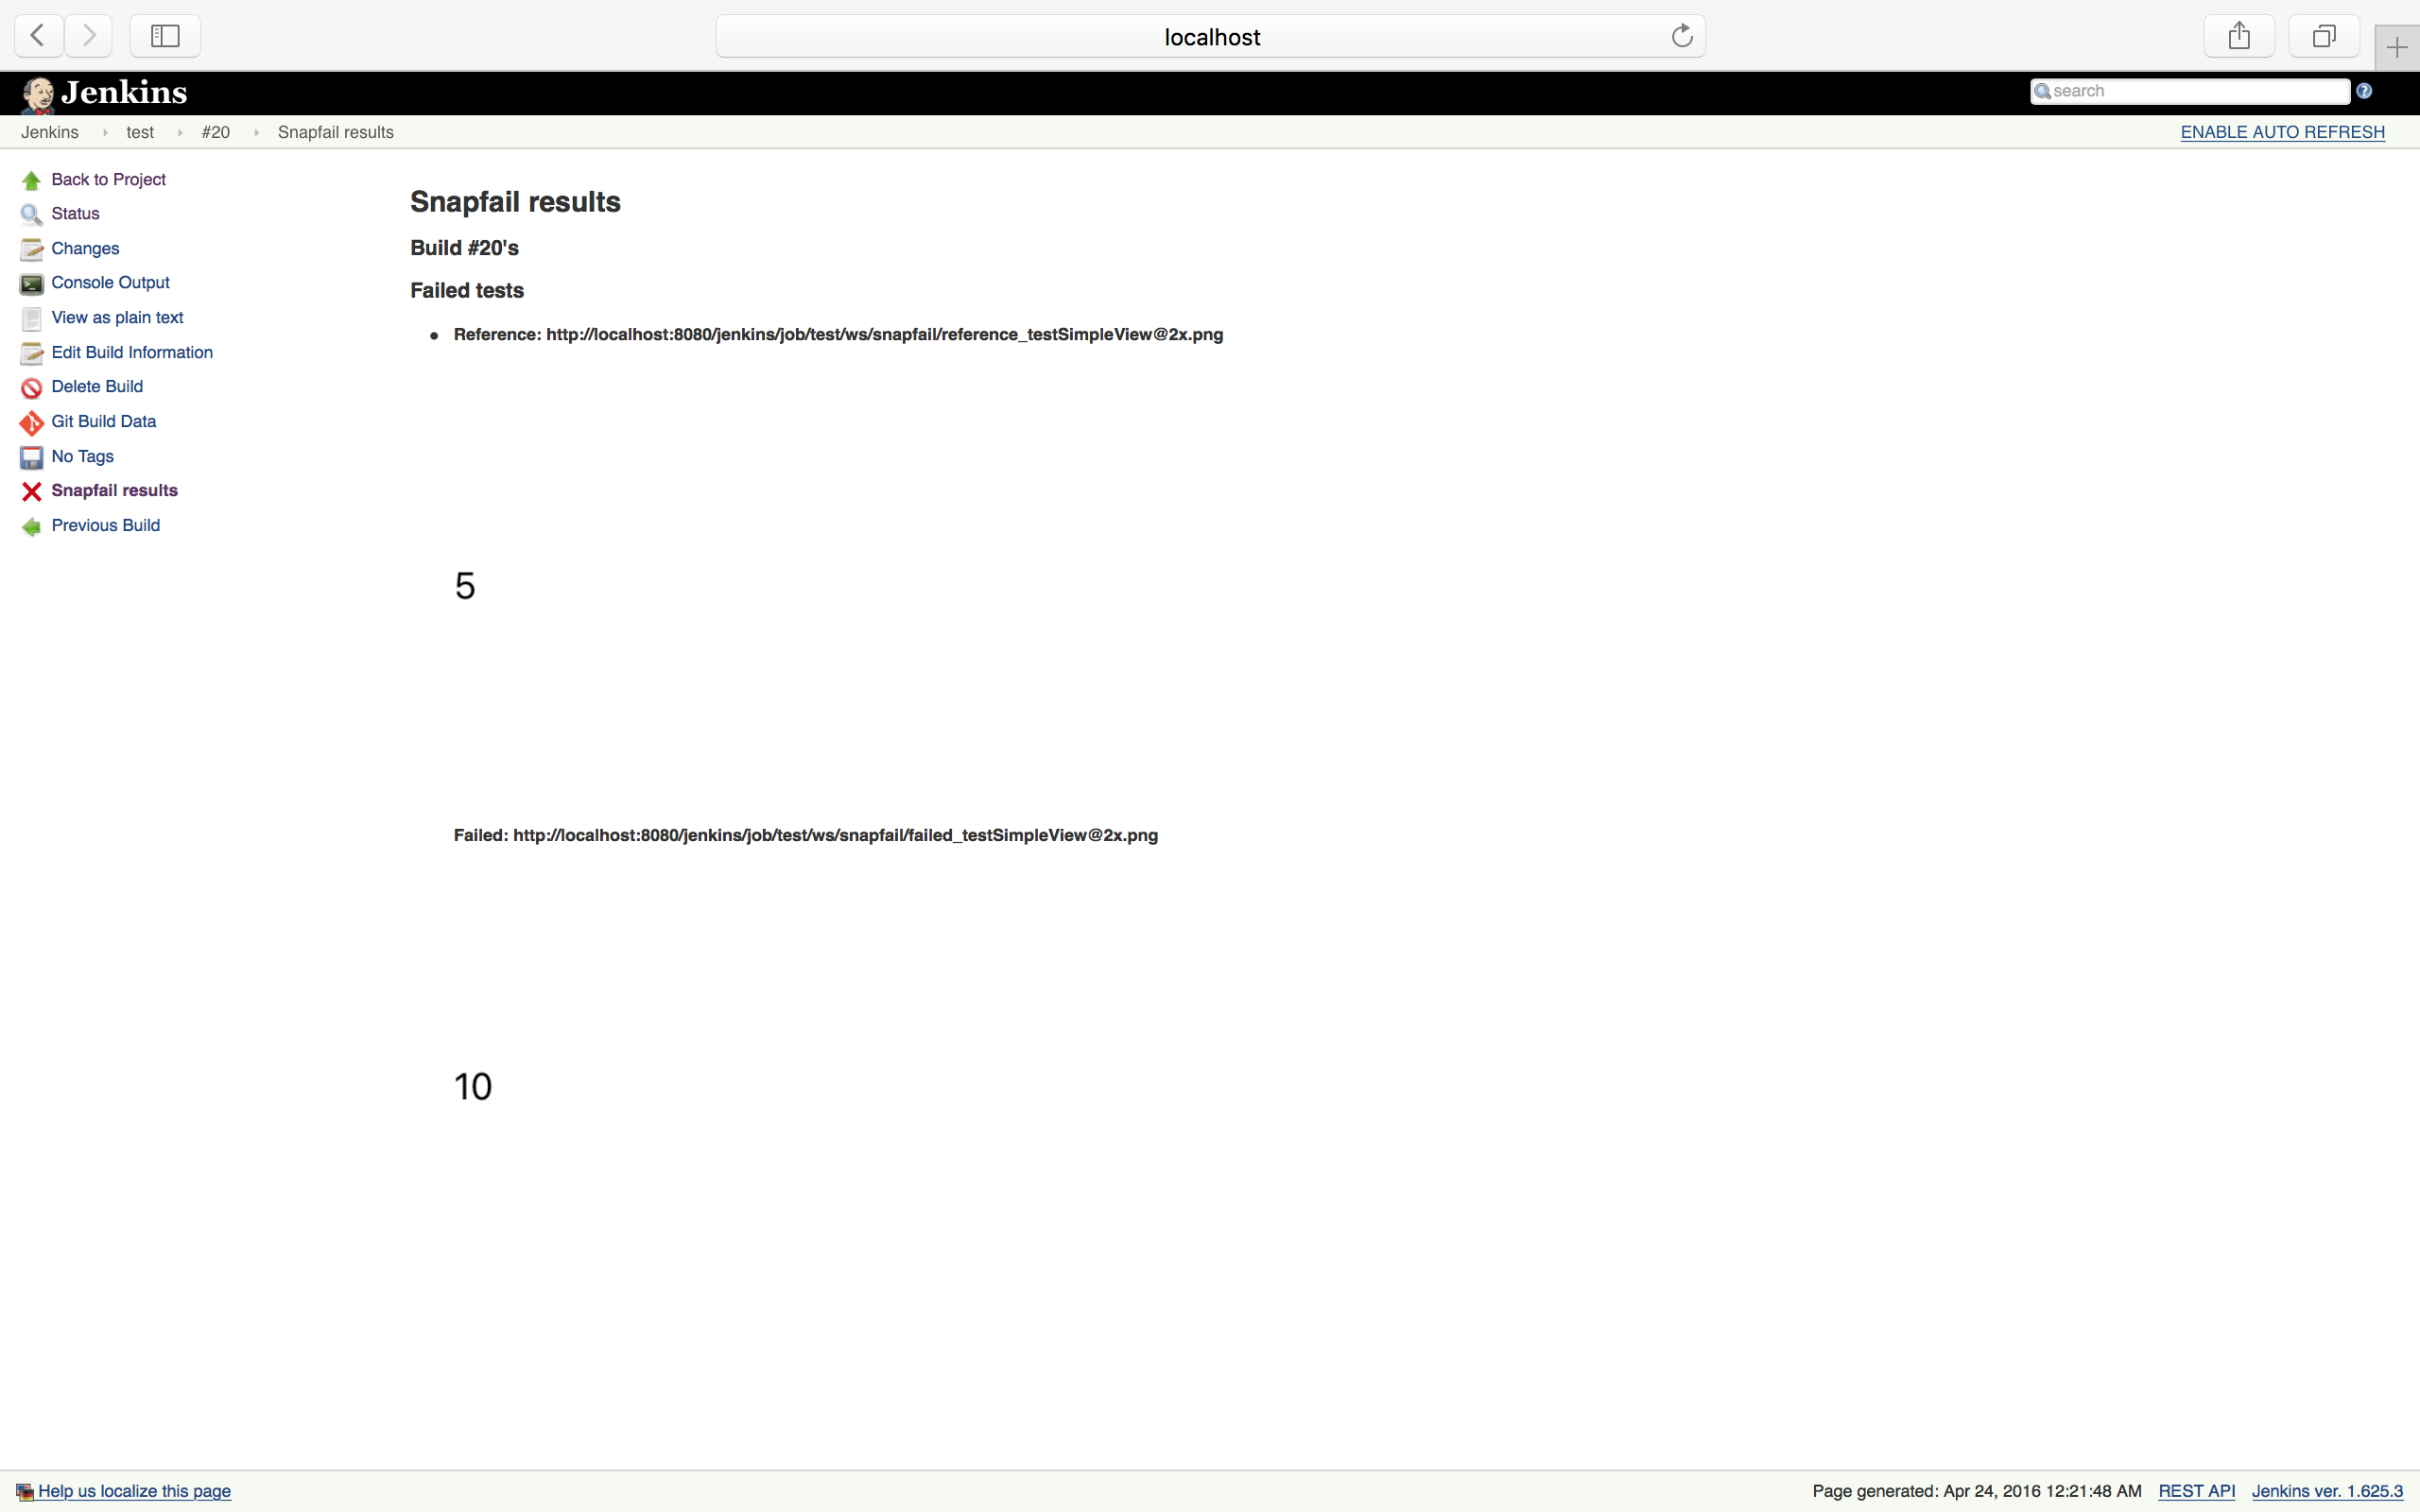 localhost
Jenkins
search
Jenkins test #20 Snapfail results ENABLE AUTO REFRESH
Back to Project
Status
Changes
Console Output
View as plain text
Edit Build Information
Delete Build
Git Build Data
No Tags
Snapfail results
Previous Build
Snapfail results
Build #20's
Failed tests
Reference: http://localhost:8080/jenkins/job/test/ws/snapfail/reference_testSimpleView@2x.png
5
Failed: http://localhost:8080/jenkins/job/test/ws/snapfail/failed_testSimpleView@2x.png
10
Help us localize this page Page generated: Apr 24, 2016 12:21:48 AM REST API Jenkins ver. 1.625.3